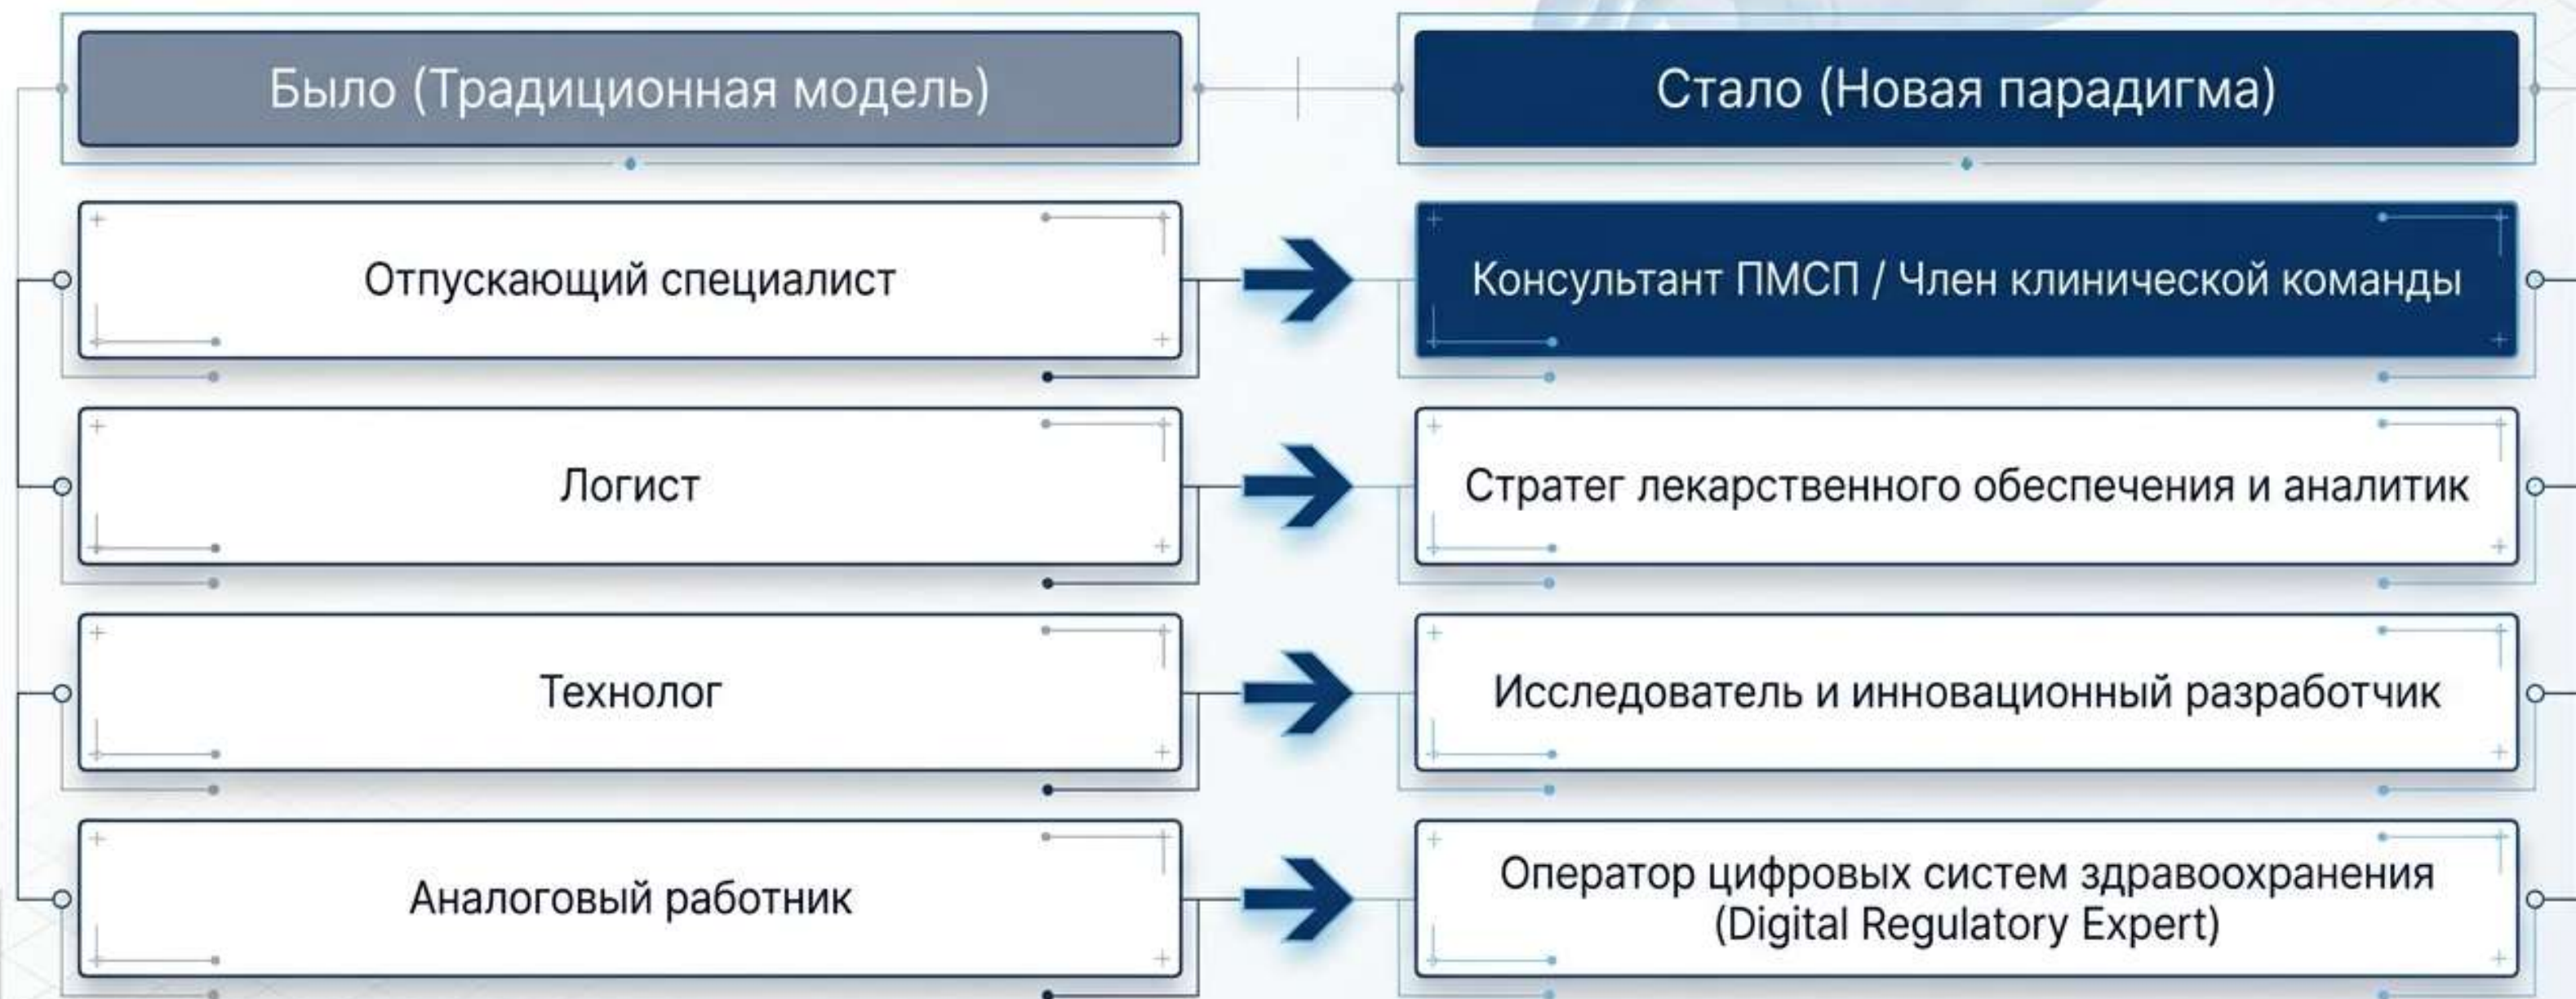 Было (Традиционная модель)
Стало (Новая парадигма)
Отпускающий специалист
Консультант ПМСП / Член клинической команды
Логист
Стратег лекарственного обеспечения и аналитик
Технолог
Исследователь и инновационный разработчик
Аналоговый работник
Оператор цифровых систем здравоохранения
(Digital Regulatory Expert)